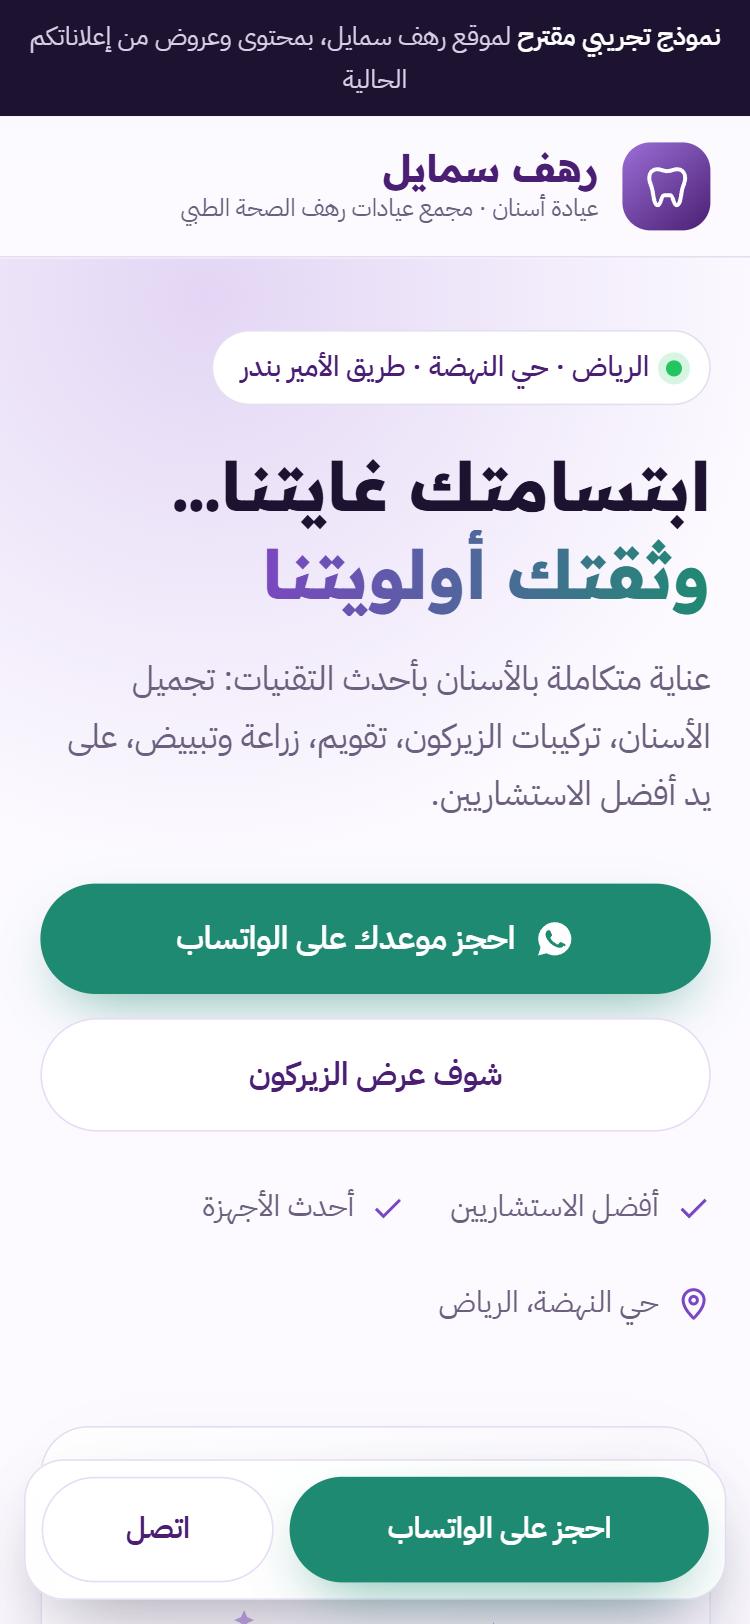 نموذج تجريبي مقترح لموقع رهف سمايل، بمحتوى وعروض من إعلاناتكم
الحالية
رهف سمايل
عيادة أسنان · مجمع عيادات رهف الصحة الطبي
الرياض · حي النهضة · طريق الأمير بندر
ابتسامتك غايتنا...
وثقتك أولويتنا
عناية متكاملة بالأسنان بأحدث التقنيات: تجميل
الأسنان، تركيبات الزيركون، تقويم، زراعة وتبييض، على
يد أفضل الاستشاريين.
احجز موعدك على الواتساب
شوف عرض الزيركون
أفضل الاستشاريين
أحدث الأجهزة
حي النهضة، الرياض
احجز على الواتساب
اتصل